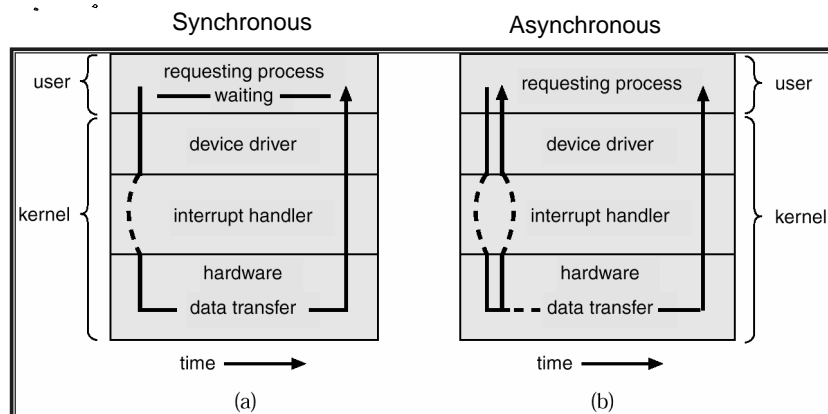 Synchronous
Asynchronous
user
requesting process
waiting
device driver
kernel
interrupt handler
hardware
data transfer
time
(a)
requesting process
user
device driver
interrupt handler
kernel
hardware
data transfer
time
(b)